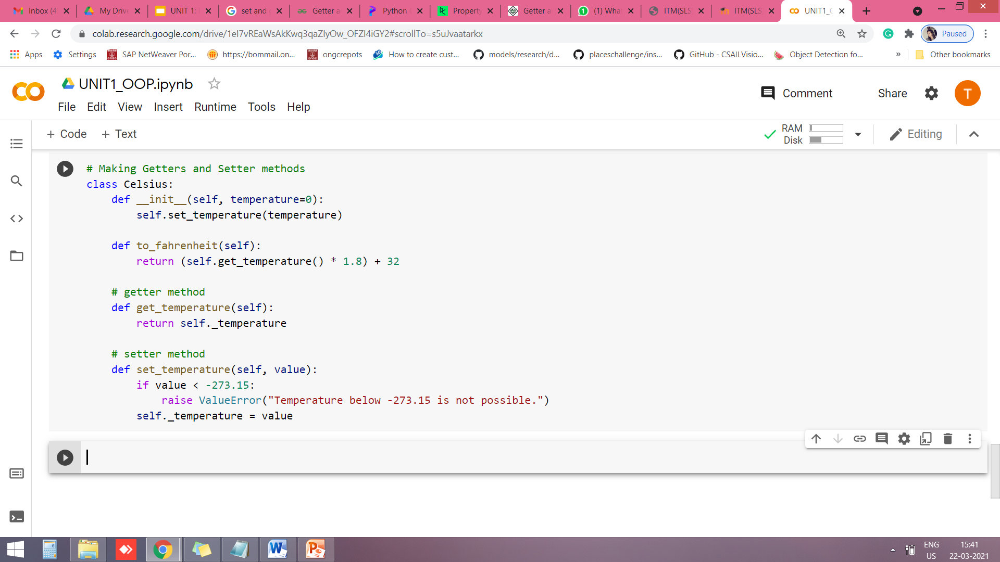 Inbox (4
My Driv
UNIT 1:
set and
Getter a
Python
Property
Getter a
(1) Wha
ITM(SLS
ITM(SLS
UNIT1_
colab.research.google.com/drive/1eI7vREaWsAkKwq3qaZIyOw_OFZI4iGY2#scrollTo=s5uJvaatarkx
Paused
Apps
Settings
SAP NetWeaver Por...
https://bommail.on...
ongcrepots
How to create cust...
models/research/d...
placeschallenge/ins...
GitHub - CSAILVisio...
Object Detection fo...
»
Other bookmarks
UNIT1_OOP.ipynb
Comment
Share
T
File Edit View Insert Runtime Tools Help
+ Code + Text
RAM
Disk
Editing
# Making Getters and Setter methods
class Celsius:
    def __init__(self, temperature=0):
        self.set_temperature(temperature)
    def to_fahrenheit(self):
        return (self.get_temperature() * 1.8) + 32
    # getter method
    def get_temperature(self):
        return self._temperature
    # setter method
    def set_temperature(self, value):
        if value < -273.15:
            raise ValueError("Temperature below -273.15 is not possible.")
        self._temperature = value
ENG 15:41
US 22-03-2021